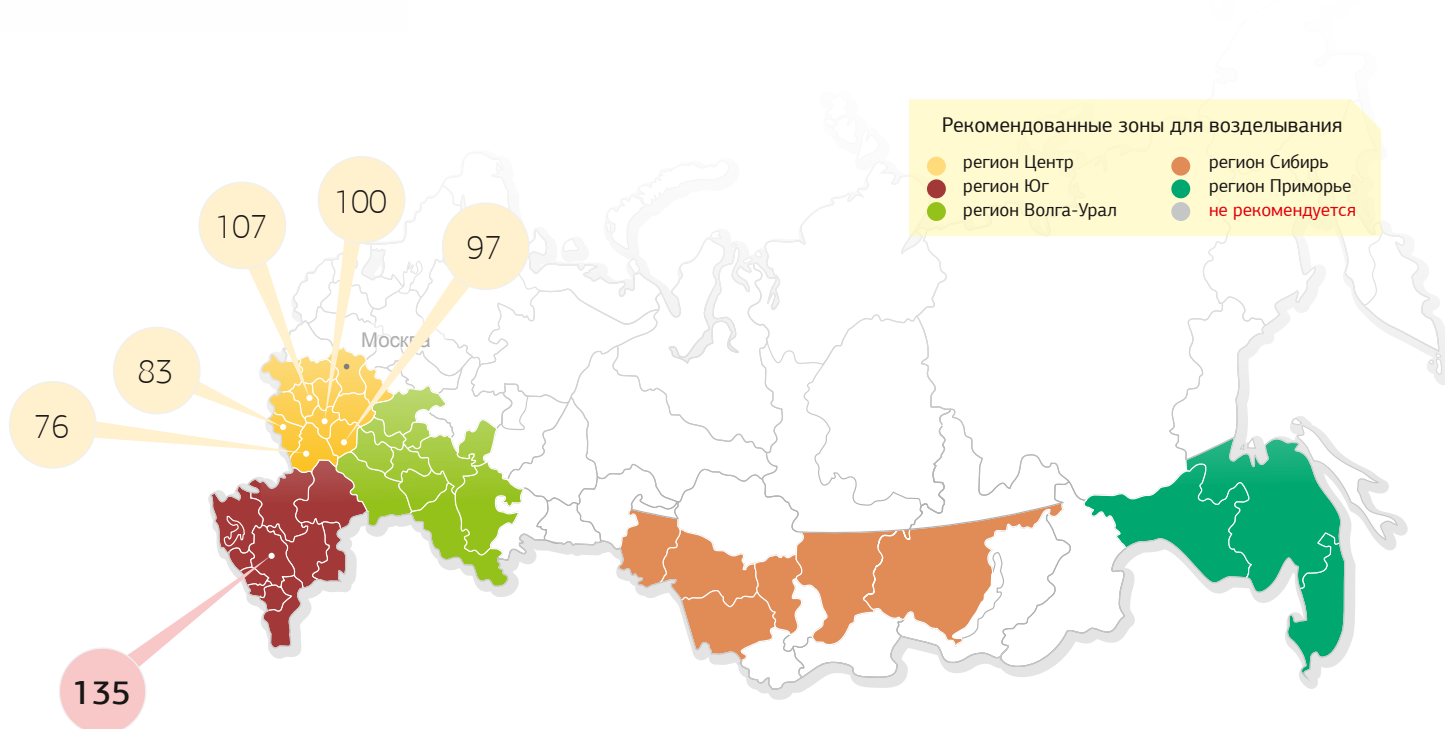 Рекомендованные зоны для возделывания
регион Центр
регион Юг
регион Волга-Урал
регион Сибирь
регион Приморье
не рекомендуется
100
107
97
Москва
83
76
135